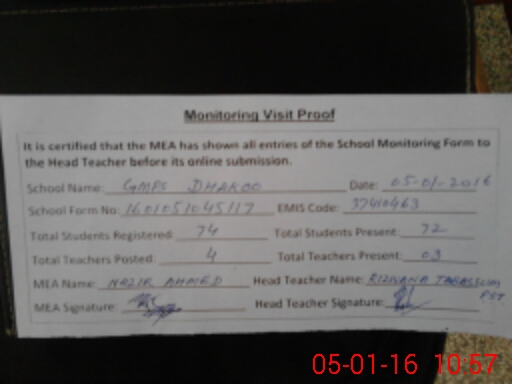 Monitoring Visit Proof
It is certified that the MEA has shown all entries of the School Monitoring Form to
the Head Teacher before its online submission.
School Name: GMPS DHAKOO Date: 05-01-2016
School Form No: 1601051045117 EMIS Code: 37410463
Total Students Registered: 74 Total Students Present: 72
Total Teachers Posted: 4 Total Teachers Present: 03
MEA Name: NAZIR AHMED Head Teacher Name: RIZWANA TABASSUM
PST
MEA Signature: Head Teacher Signature:
05-01-16 10:57